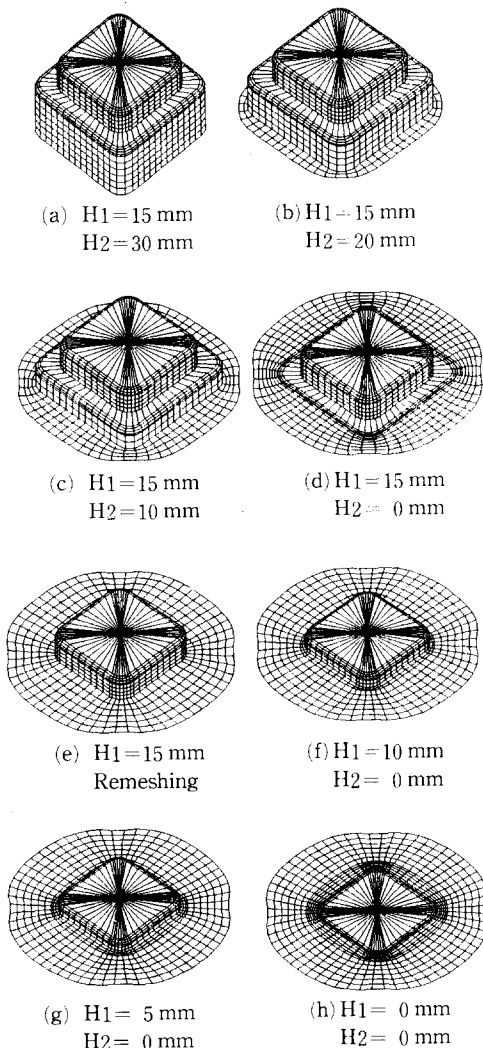 (a) H1=15 mm
H2=30 mm
(b) H1=15 mm
H2=20 mm
(c) H1=15 mm
H2=10 mm
(d) H1=15 mm
H2= 0 mm
(e) H1=15 mm
Remeshing
(f) H1=10 mm
H2= 0 mm
(g) H1= 5 mm
H2= 0 mm
(h) H1= 0 mm
H2= 0 mm